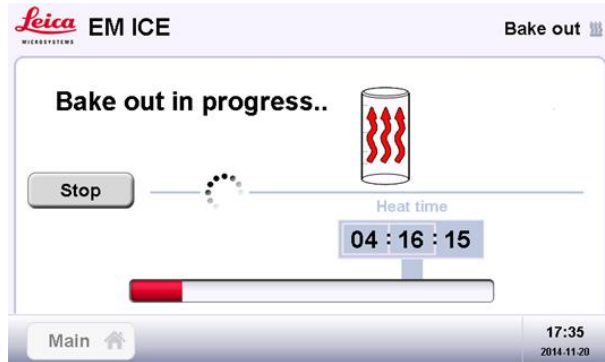 Leica EM ICE
MICROSYSTEMS
Bake out
Bake out in progress..
Stop
Heat time
04 : 16 : 15
Main
17:35
2014-11-20